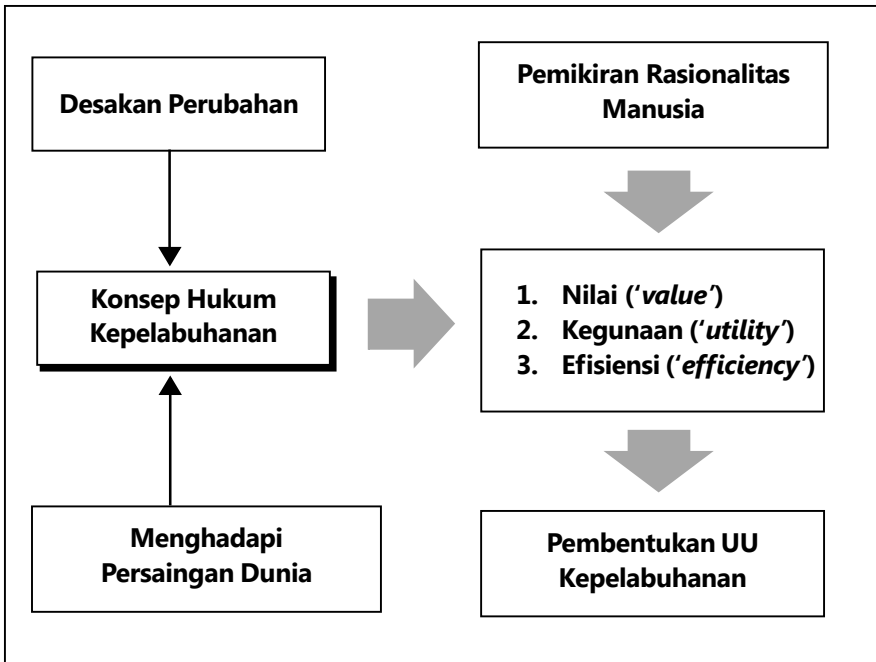 Desakan Perubahan
Konsep Hukum
Kepelabuhanan
Menghadapi
Persaingan Dunia
Pemikiran Rasionalitas
Manusia
1. Nilai (‘value’)
2. Kegunaan (‘utility’)
3. Efisiensi (‘efficiency’)
Pembentukan UU
Kepelabuhanan